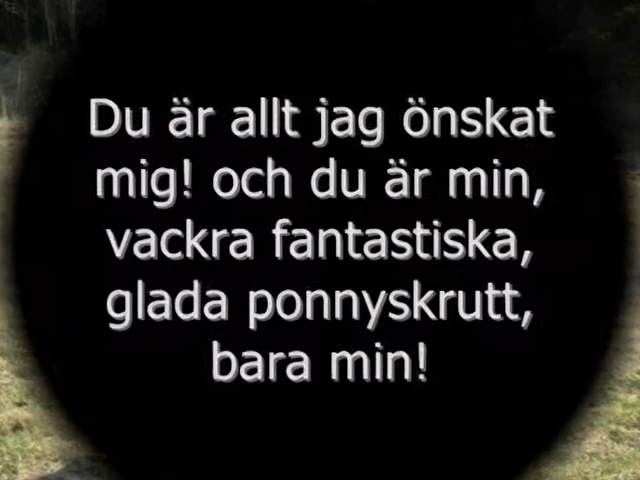 Du är allt jag önskat
mig! och du är min,
vackra fantastiska,
glada ponnyskrutt,
bara min!